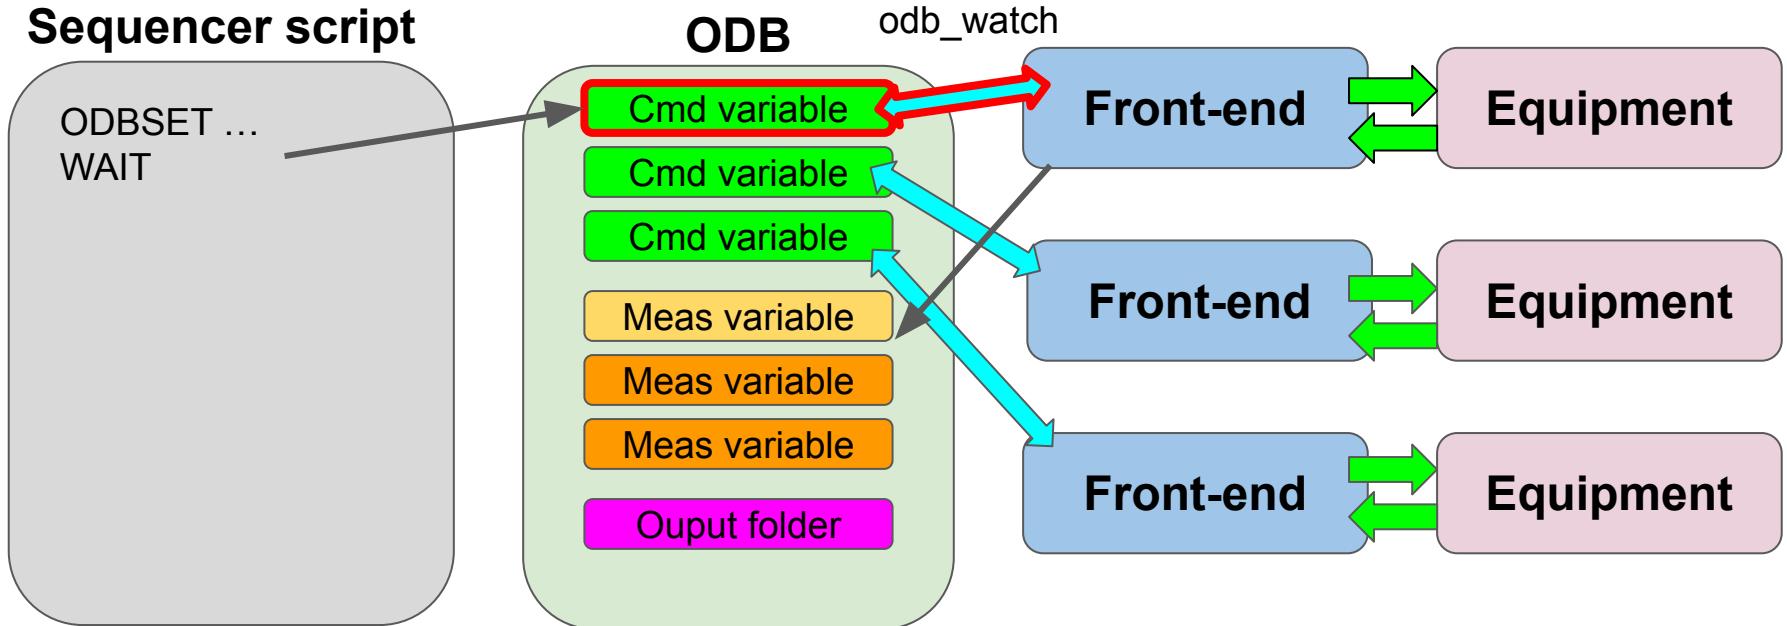 Sequencer script
ODBSET …
WAIT
ODB
Cmd variable
Cmd variable
Cmd variable
Meas variable
Meas variable
Meas variable
Ouput folder
odb_watch
Front-end
Equipment
Front-end
Equipment
Front-end
Equipment